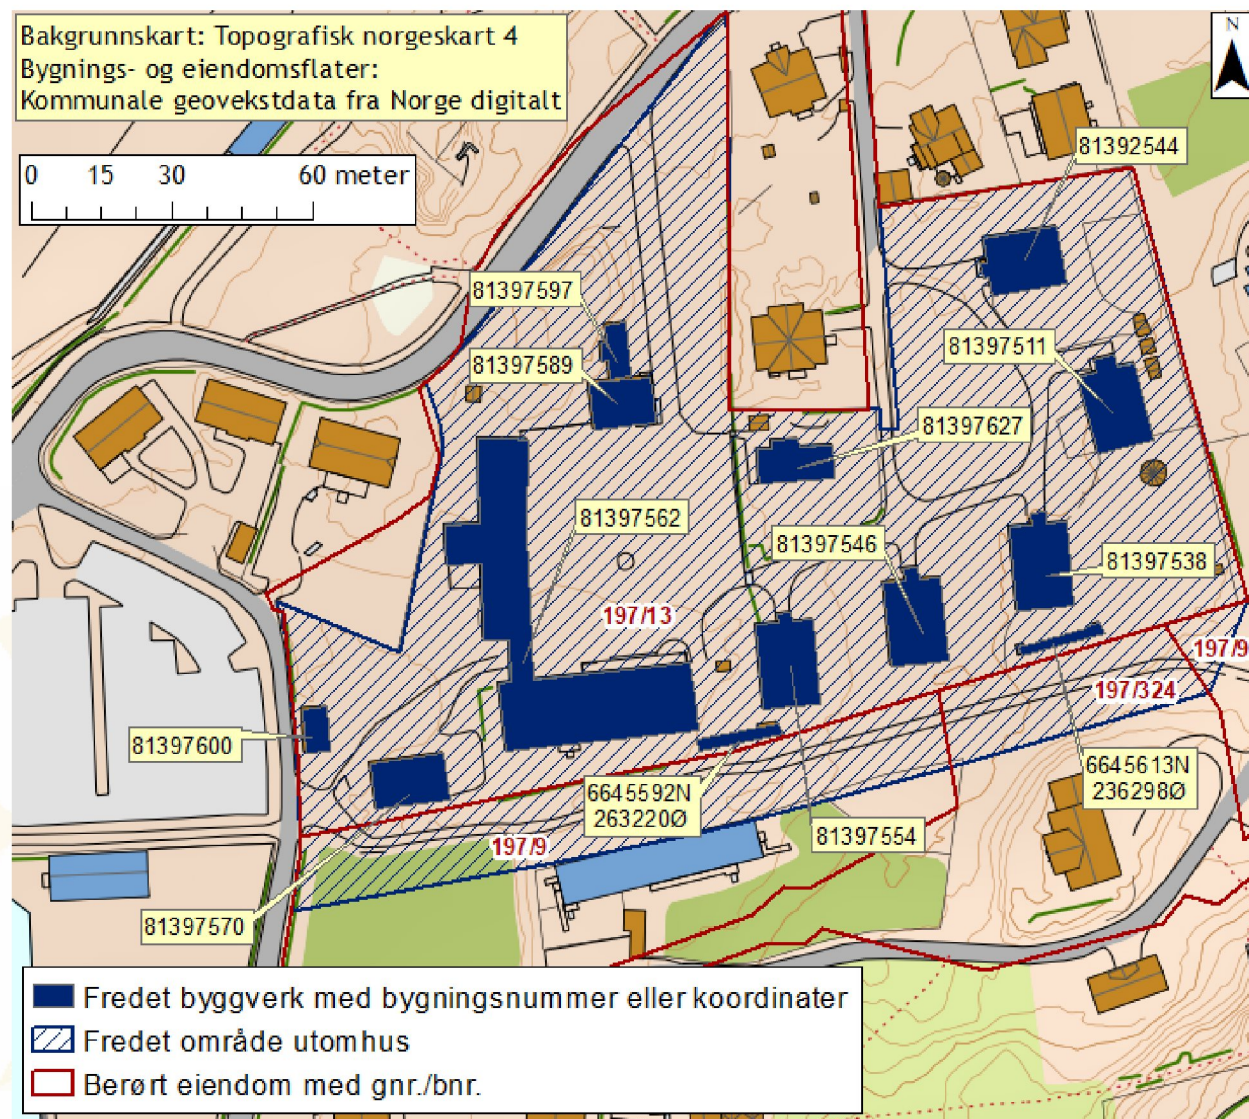 Bakgrunnskart: Topografisk norgeskart 4
Bygnings- og eiendomsflater:
Kommunale geovekstdata fra Norge digitalt
N
0 15 30 60 meter
81392544
81397597
81397511
81397589
81397627
81397562
81397546
81397538
197/13
197/9
197/324
81397600
6645592N
263220Ø
6645613N
236298Ø
81397554
197/9
81397570
Fredet byggverk med bygningsnummer eller koordinater
Fredet område utomhus
Berørt eiendom med gnr./bnr.